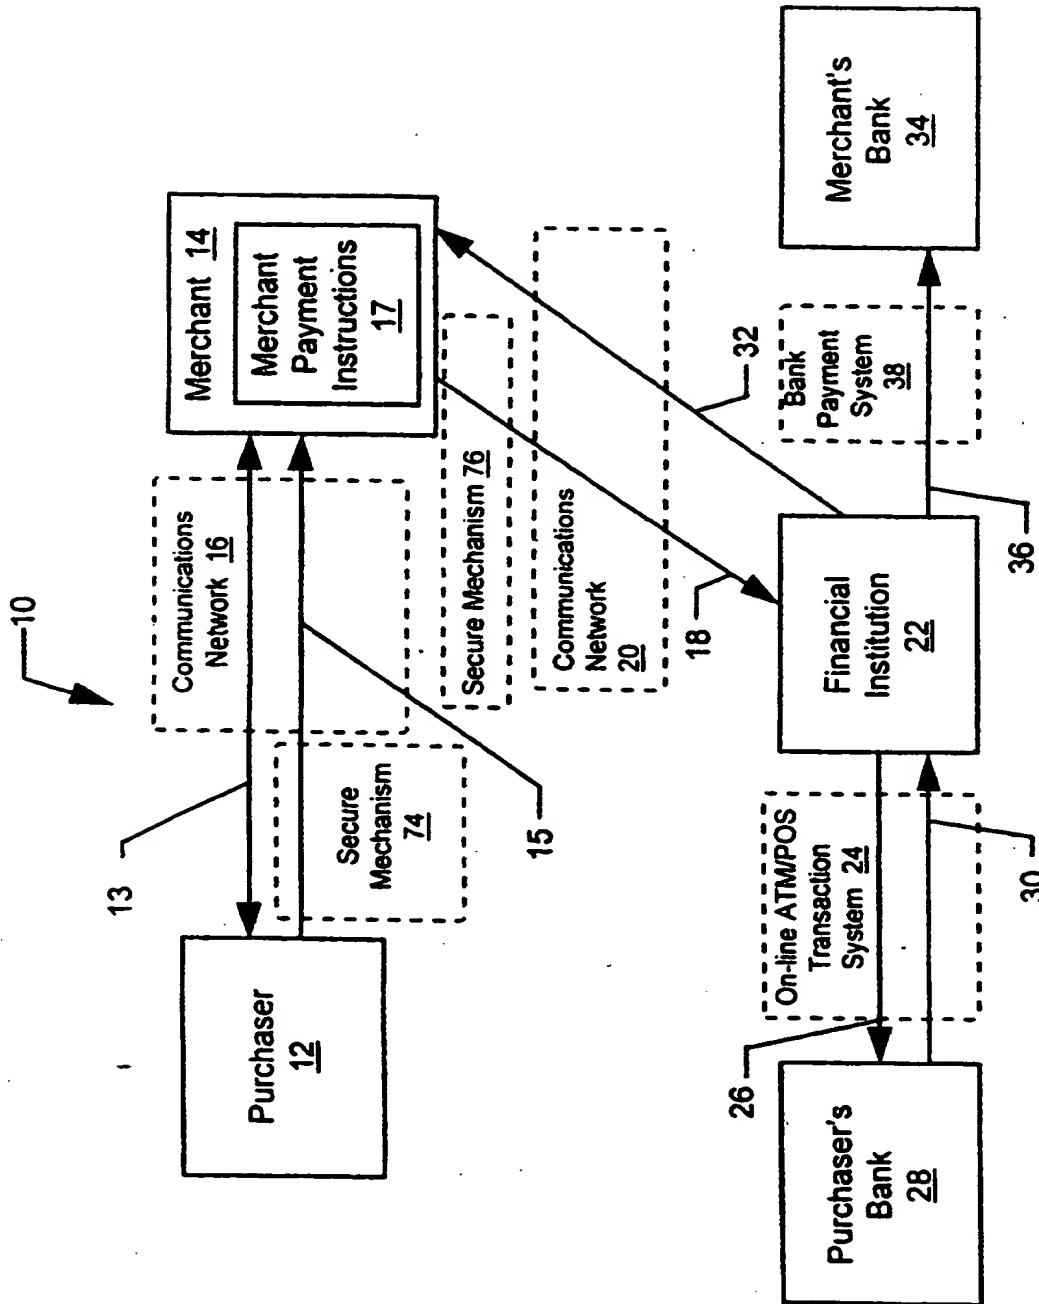 10
13
Purchaser
12
Secure
Mechanism
74
15
Communications
Network 16
Merchant 14
Merchant
Payment
Instructions
17
Secure Mechanism 76
Communications
Network
20
18
32
26
Purchaser's
Bank
28
On-line ATM/POS
Transaction
System 24
30
Financial
Institution
22
Bank
Payment
System
38
36
Merchant's
Bank
34